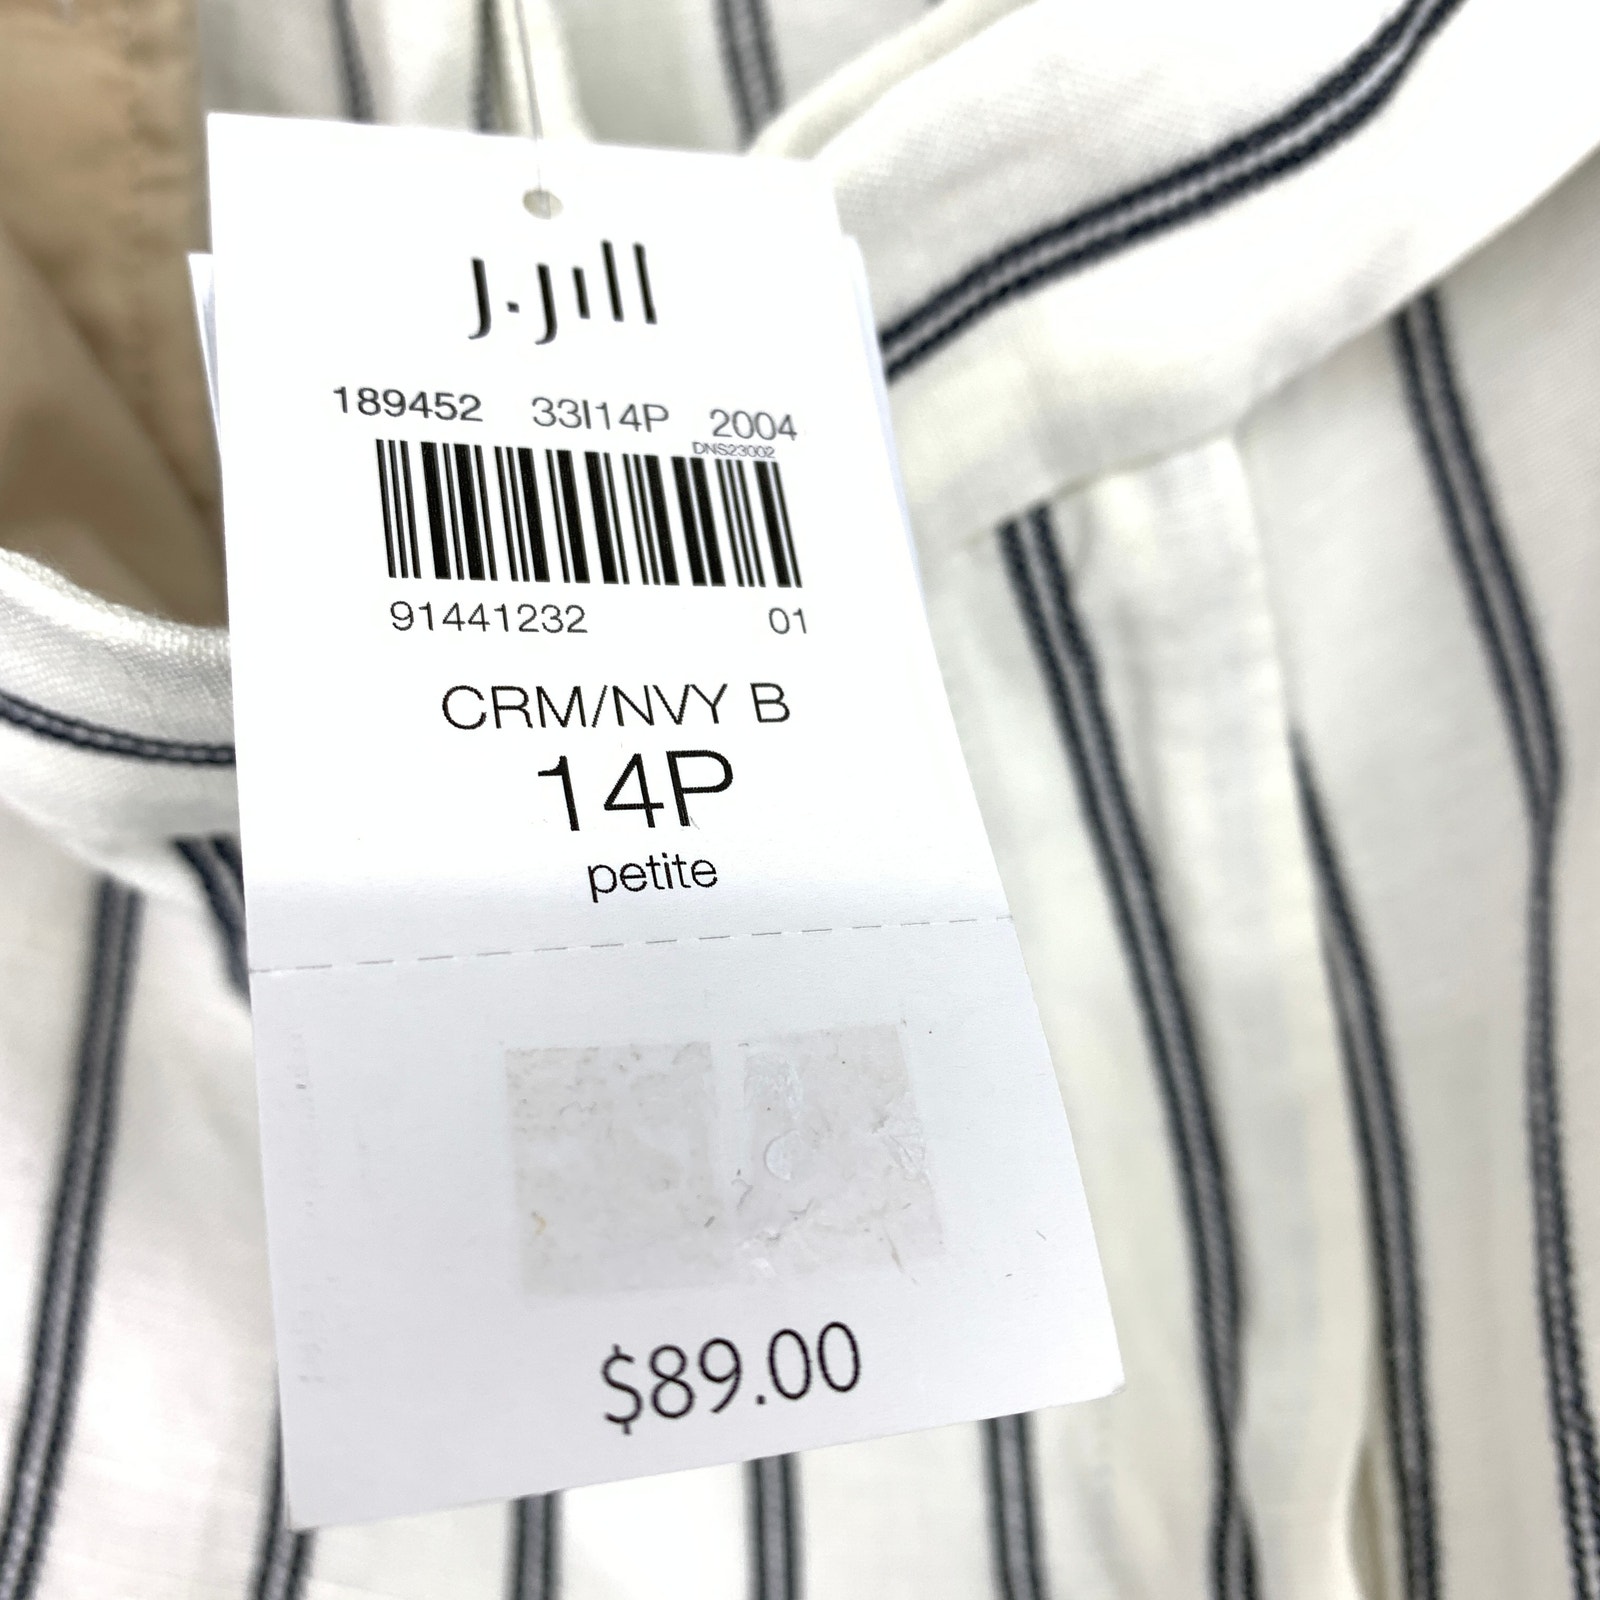 J.Jill
189452 33I14P 2004
DNS23002
91441232 01
CRM/NVY B
14P
petite
$89.00